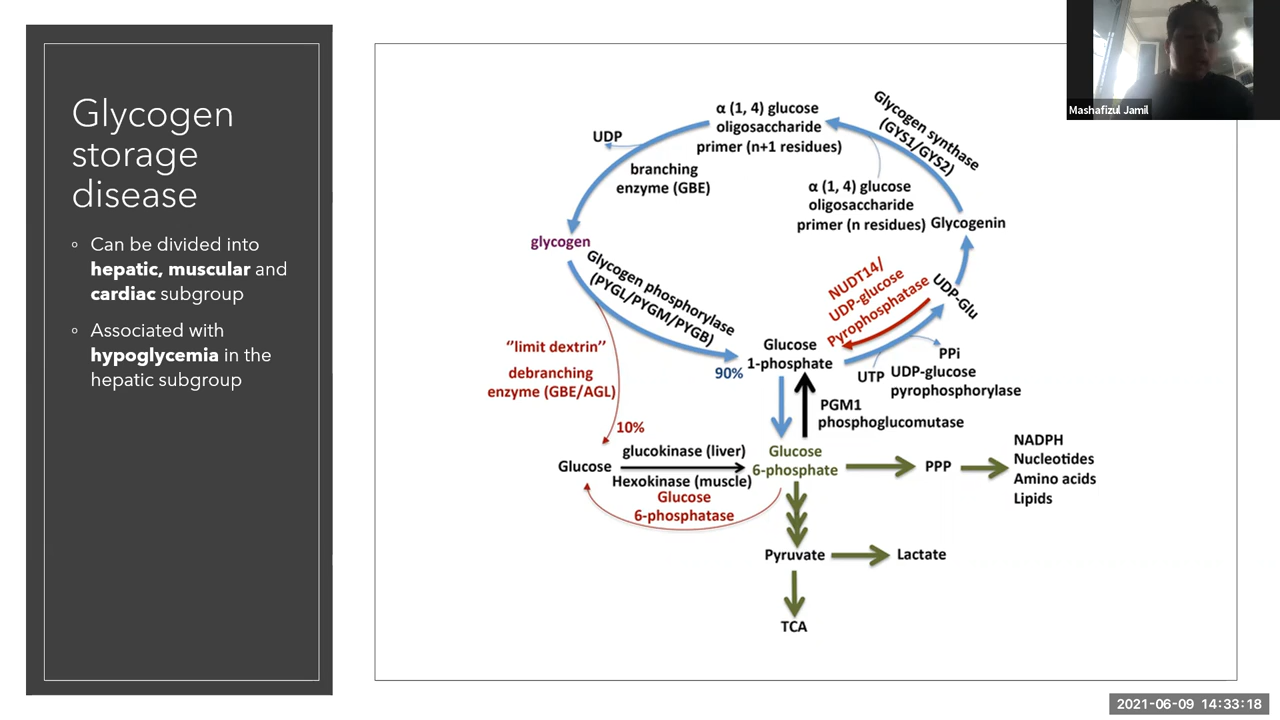 Glycogen
storage
disease
◦ Can be divided into
hepatic, muscular and
cardiac subgroup
◦ Associated with
hypoglycemia in the
hepatic subgroup
α (1, 4) glucose
oligosaccharide
primer (n+1 residues)
Glycogen synthase
(GYS1/GYS2)
UDP
branching
enzyme (GBE)
α (1, 4) glucose
oligosaccharide
primer (n residues)
Glycogenin
glycogen
Glycogen phosphorylase
(PYGL/PYGM/PYGB)
NUDT14/
UDP-glucose
Pyrophosphatase
UDP-Glu
‘‘limit dextrin’’
debranching
enzyme (GBE/AGL)
90%
10%
Glucose
1-phosphate
UTP
PPi
UDP-glucose
pyrophosphorylase
PGM1
phosphoglucomutase
Glucose
glucokinase (liver)
Hexokinase (muscle)
Glucose
6-phosphatase
Glucose
6-phosphate
PPP
NADPH
Nucleotides
Amino acids
Lipids
Pyruvate
Lactate
TCA
Mashafizul Jamil
2021-06-09 14:33:18